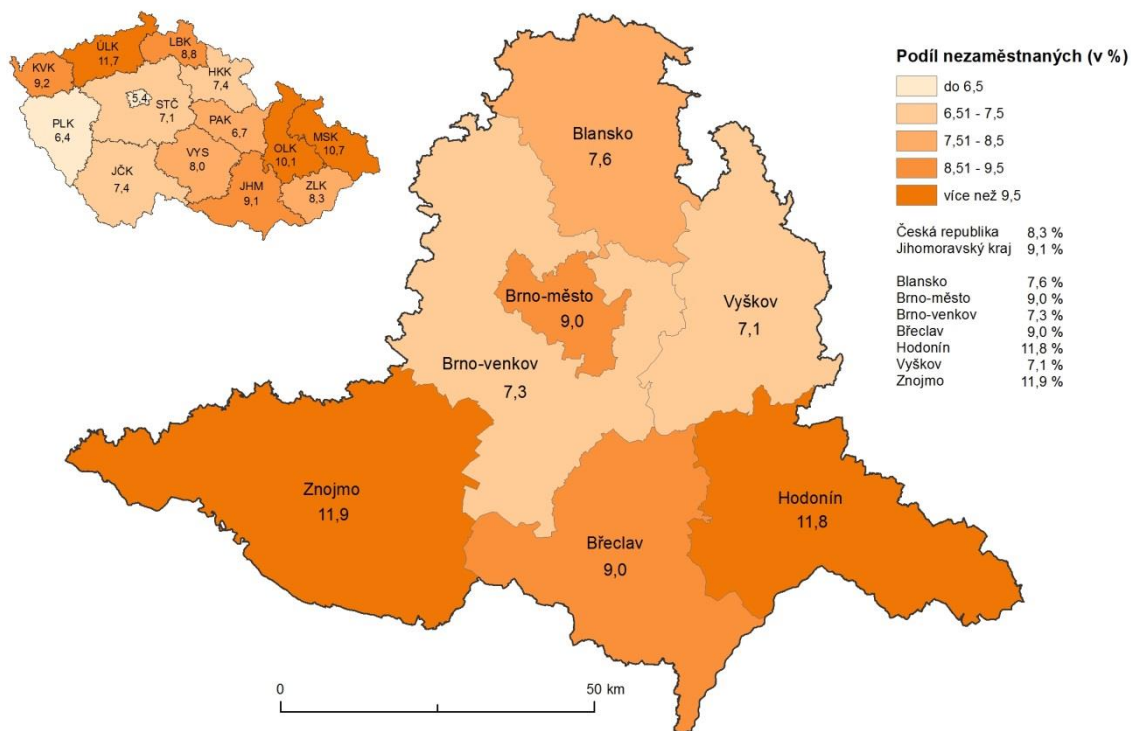 ÚLK
11,7
LBK
8,8
KVK
9,2
HKK
7,4
5,4
STČ
7,1
PLK
6,4
PAK
6,7
MSK
10,7
OLK
10,1
VYS
8,0
JČK
7,4
JHM
9,1
ZLK
8,3
Podíl nezaměstnaných (v %)
do 6,5
6,51 - 7,5
7,51 - 8,5
8,51 - 9,5
více než 9,5
Česká republika 8,3 %
Jihomoravský kraj 9,1 %
Blansko 7,6 %
Brno-město 9,0 %
Brno-venkov 7,3 %
Břeclav 9,0 %
Hodonín 11,8 %
Vyškov 7,1 %
Znojmo 11,9 %
Blansko
7,6
Brno-město
9,0
Vyškov
7,1
Brno-venkov
7,3
Znojmo
11,9
Hodonín
11,8
Břeclav
9,0
0 50 km